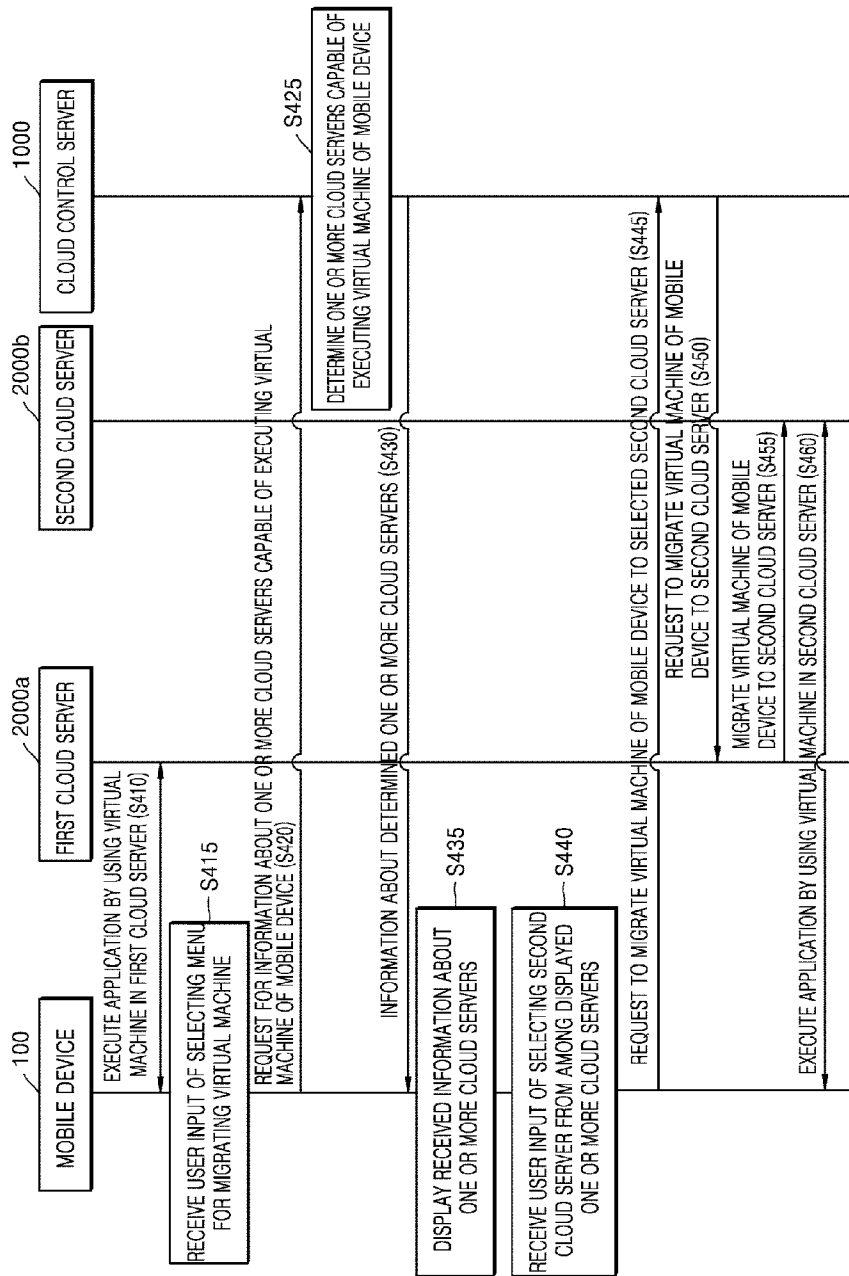 100
MOBILE DEVICE
2000a
FIRST CLOUD SERVER
2000b
SECOND CLOUD SERVER
1000
CLOUD CONTROL SERVER
EXECUTE APPLICATION BY USING VIRTUAL
MACHINE IN FIRST CLOUD SERVER (S410)
S415
RECEIVE USER INPUT OF SELECTING MENU
FOR MIGRATING VIRTUAL MACHINE
REQUEST FOR INFORMATION ABOUT ONE OR MORE CLOUD SERVERS CAPABLE OF EXECUTING VIRTUAL
MACHINE OF MOBILE DEVICE (S420)
S425
DETERMINE ONE OR MORE CLOUD SERVERS CAPABLE OF
EXECUTING VIRTUAL MACHINE OF MOBILE DEVICE
INFORMATION ABOUT DETERMINED ONE OR MORE CLOUD SERVERS (S430)
S435
DISPLAY RECEIVED INFORMATION ABOUT
ONE OR MORE CLOUD SERVERS
S440
RECEIVE USER INPUT OF SELECTING SECOND
CLOUD SERVER FROM AMONG DISPLAYED
ONE OR MORE CLOUD SERVERS
REQUEST TO MIGRATE VIRTUAL MACHINE OF MOBILE DEVICE TO SELECTED SECOND CLOUD SERVER (S445)
REQUEST TO MIGRATE VIRTUAL MACHINE OF MOBILE
DEVICE TO SECOND CLOUD SERVER (S450)
MIGRATE VIRTUAL MACHINE OF MOBILE
DEVICE TO SECOND CLOUD SERVER (S455)
EXECUTE APPLICATION BY USING VIRTUAL MACHINE IN SECOND CLOUD SERVER (S460)